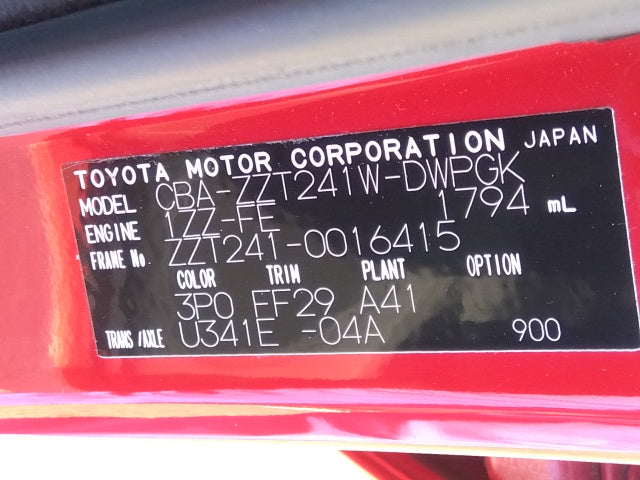 TOYOTA MOTOR CORPORATION JAPAN
MODEL CBA-ZZT241W-DWPGK
ENGINE 1ZZ-FE 1794 mL
FRAME No. ZZT241-0016415
COLOR TRIM PLANT OPTION
3P0 FF29 A41
TRANS/AXLE U341E -04A 900